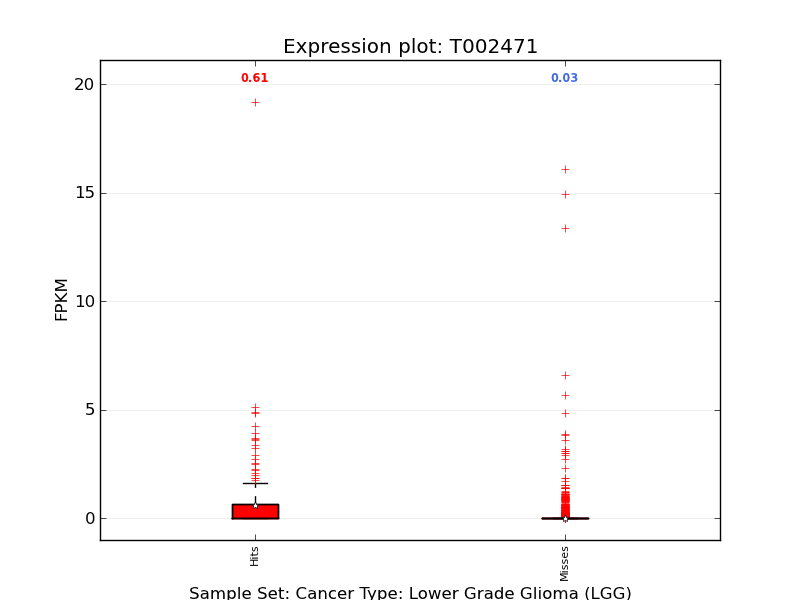 Expression plot: T002471
0.61
0.03
20
15
10
5
0
FPKM
Hits
Misses
Sample Set: Cancer Type: Lower Grade Glioma (LGG)